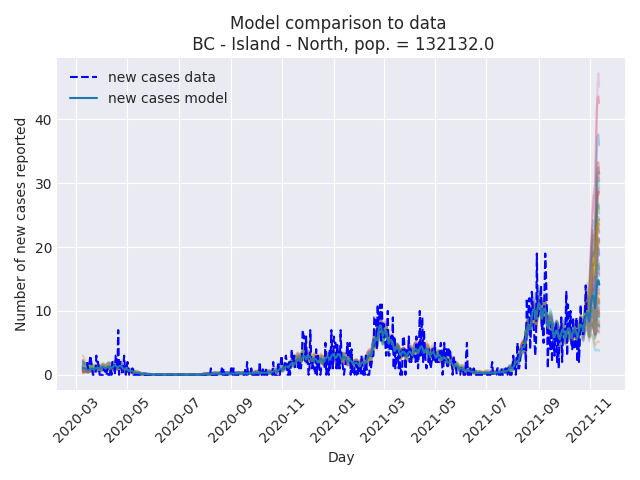 Model comparison to data
BC - Island - North, pop. = 132132.0
new cases data
new cases model
Number of new cases reported
40
30
20
10
0
2020-03
2020-05
2020-07
2020-09
2020-11
2021-01
2021-03
2021-05
2021-07
2021-09
2021-11
Day